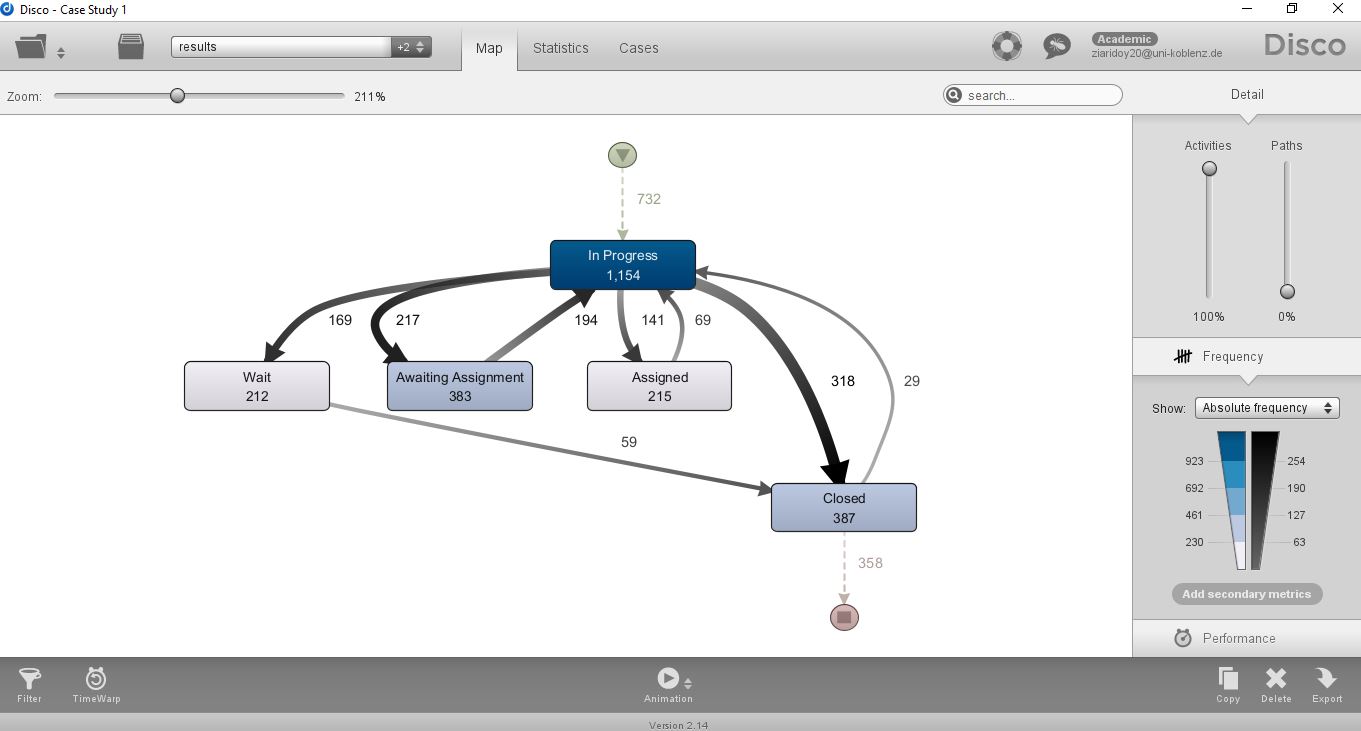 Disco - Case Study 1
results
+2
Map
Statistics
Cases
Academic
ziaridoy20@uni-koblenz.de
Disco
Zoom:
211%
search...
Detail
732
In Progress
1,154
169
217
194
141
69
318
29
Wait
212
Awaiting Assignment
383
Assigned
215
59
Closed
387
358
Activities
Paths
100%
0%
Frequency
Show:
Absolute frequency
923
254
692
190
461
127
230
63
Add secondary metrics
Performance
Filter
TimeWarp
Animation
Copy
Delete
Export
Version 2.14